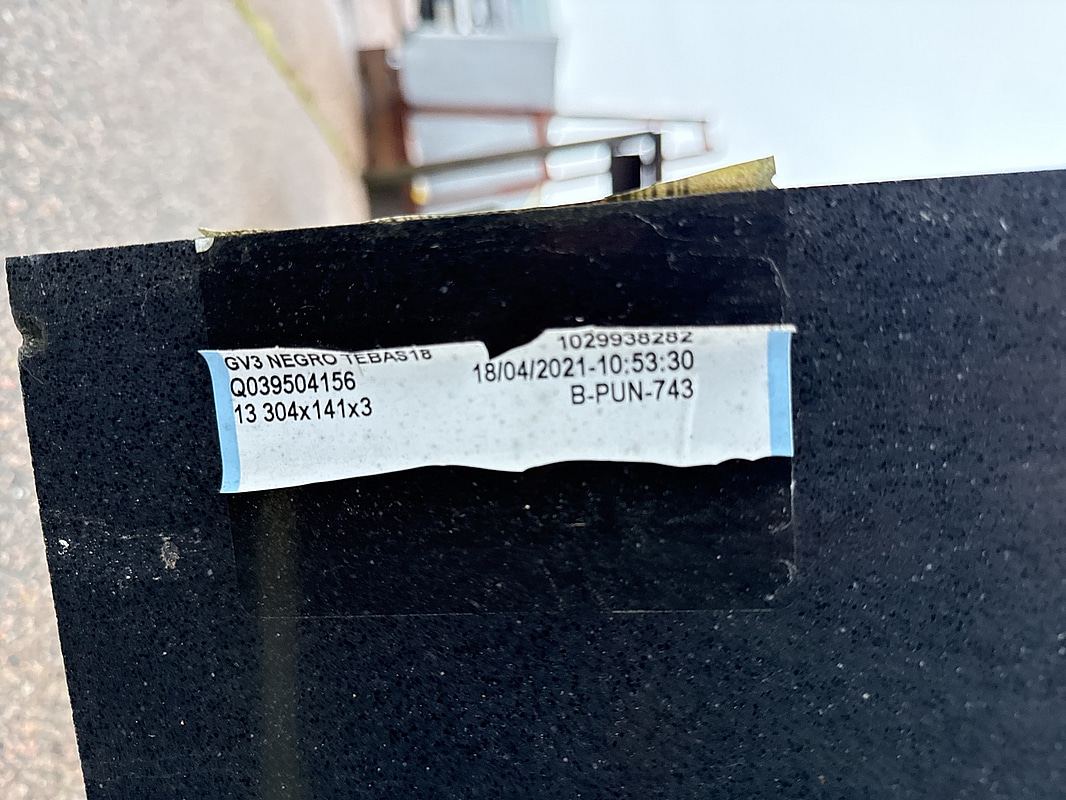 GV3 NEGRO TEBAS18 1029938282
Q039504156 18/04/2021-10:53:30
13 304x141x3 B-PUN-743